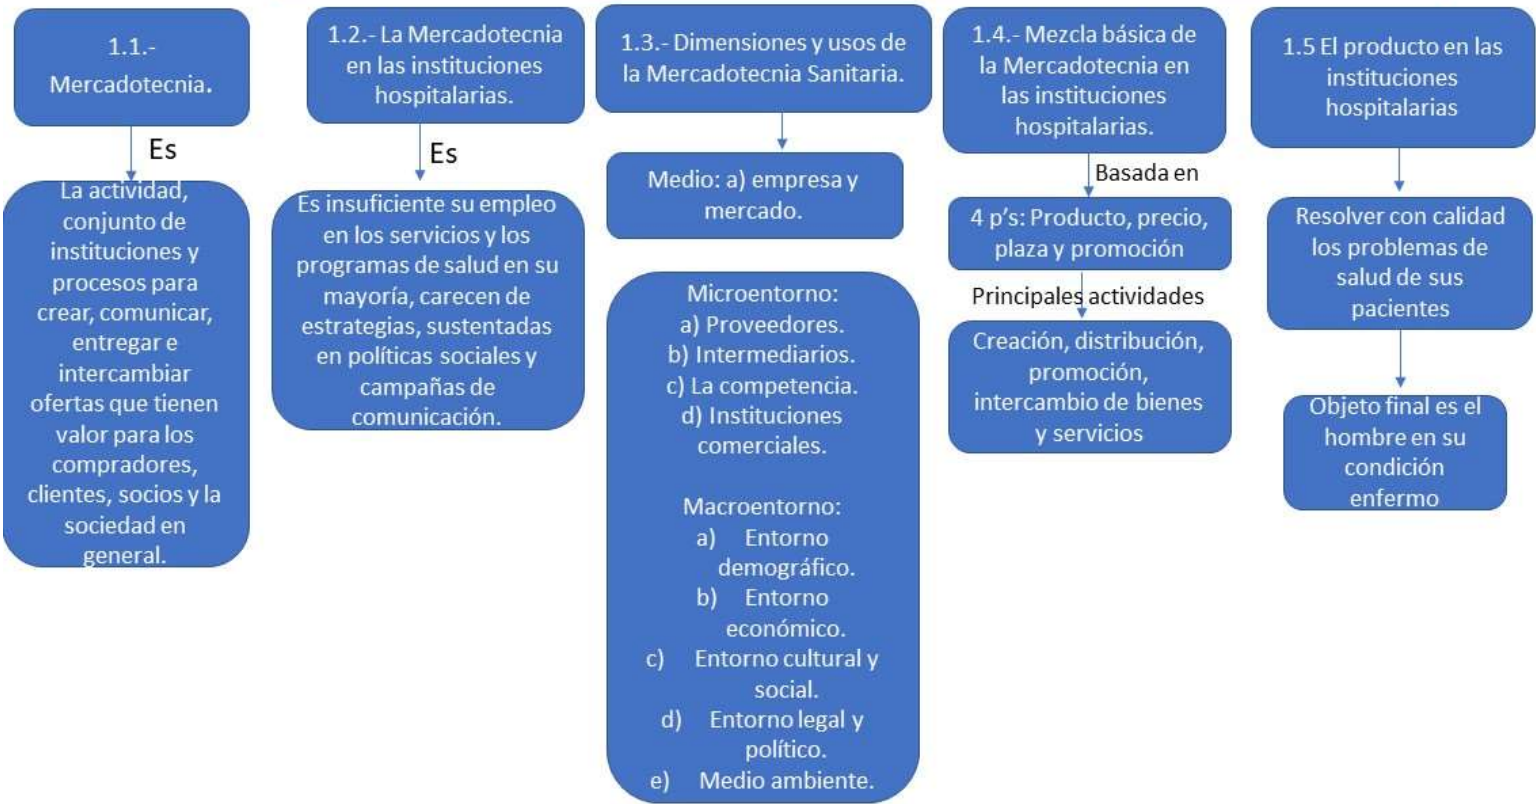 1.1.-
Mercadotecnia.
Es
La actividad,
conjunto de
instituciones y
procesos para
crear, comunicar,
entregar e
intercambiar
ofertas que tienen
valor para los
compradores,
clientes, socios y la
sociedad en
general.
1.2.- La Mercadotecnia
en las instituciones
hospitalarias.
Es
Es insuficiente su empleo
en los servicios y los
programas de salud en su
mayoría, carecen de
estrategias, sustentadas
en políticas sociales y
campañas de
comunicación.
1.3.- Dimensiones y usos de
la Mercadotecnia Sanitaria.
Medio: a) empresa y
mercado.
Microentorno:
a) Proveedores.
b) Intermediarios.
c) La competencia.
d) Instituciones
comerciales.
Macroentorno:
a) Entorno
demográfico.
b) Entorno
económico.
c) Entorno cultural y
social.
d) Entorno legal y
político.
e) Medio ambiente.
1.4.- Mezcla básica de
la Mercadotecnia en
las instituciones
hospitalarias.
Basada en
4 p's: Producto, precio,
plaza y promoción
Principales actividades
Creación, distribución,
promoción,
intercambio de bienes
y servicios
1.5 El producto en las
instituciones
hospitalarias
Resolver con calidad
los problemas de
salud de sus
pacientes
Objeto final es el
hombre en su
condición
enfermo